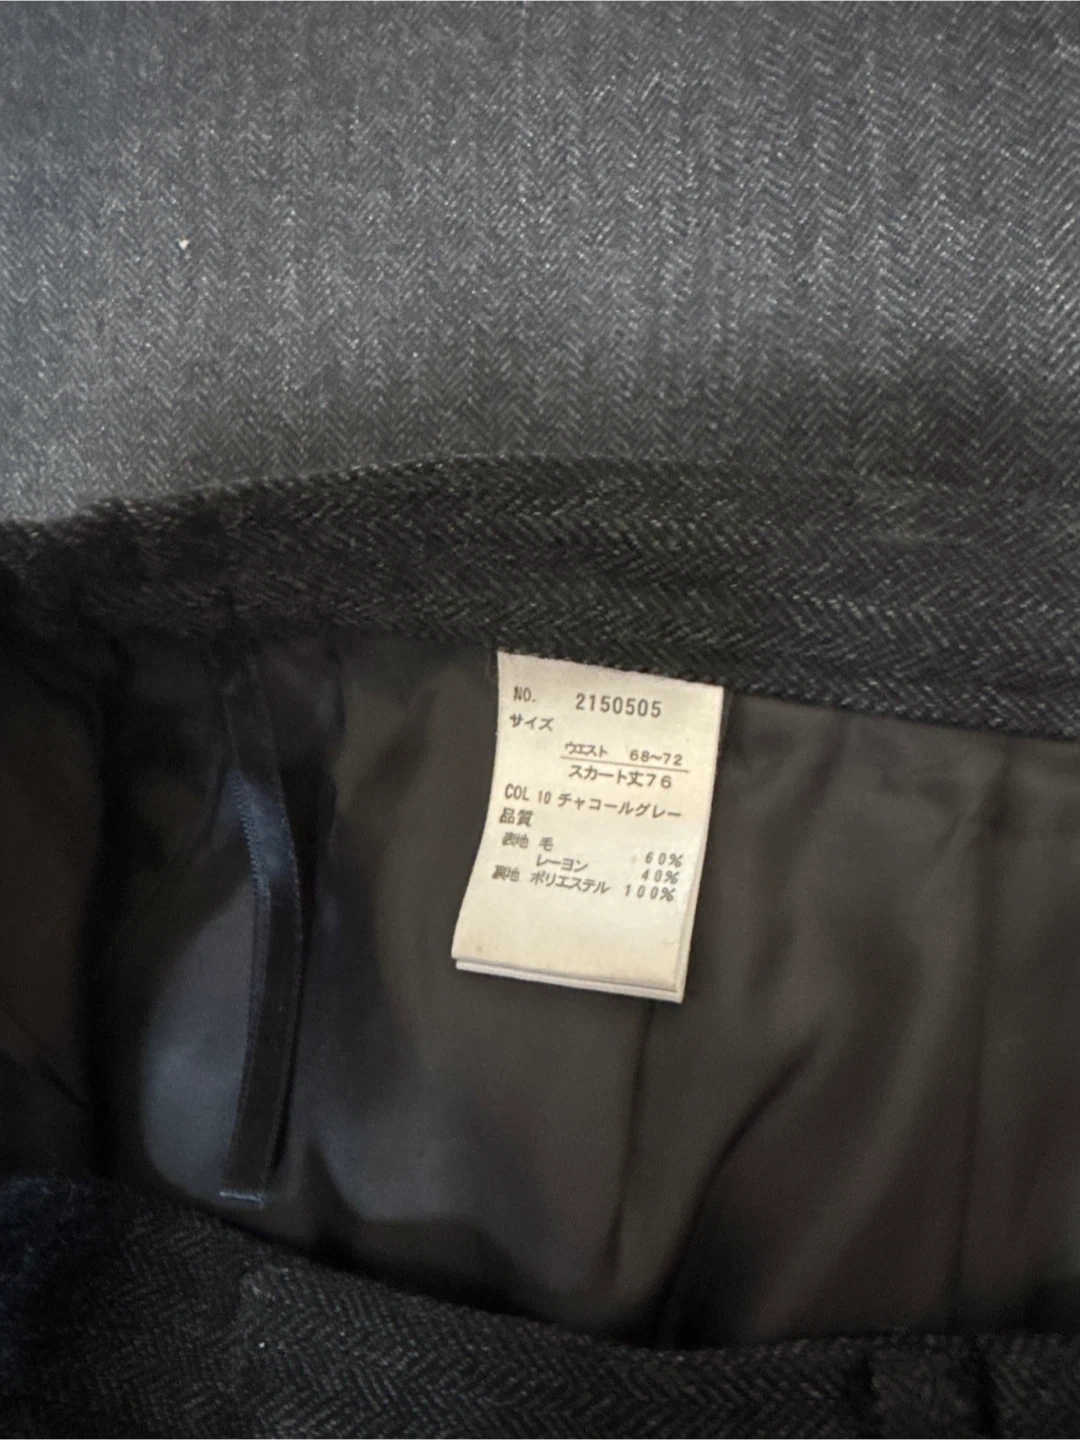 NO. 2150505
サイズ
ウエスト 68~72
スカート丈76
COL 10 チャコールグレー
品質
表地 毛 60%
レーヨン 40%
裏地 ポリエステル 100%